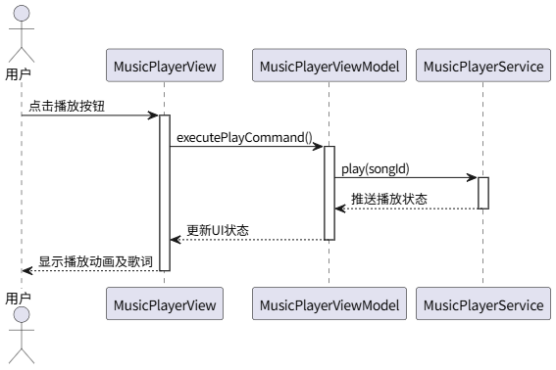 用户
MusicPlayerView
MusicPlayerViewModel
MusicPlayerService
点击播放按钮
executePlayCommand()
play(songId)
推送播放状态
更新UI状态
显示播放动画及歌词
用户
MusicPlayerView
MusicPlayerViewModel
MusicPlayerService